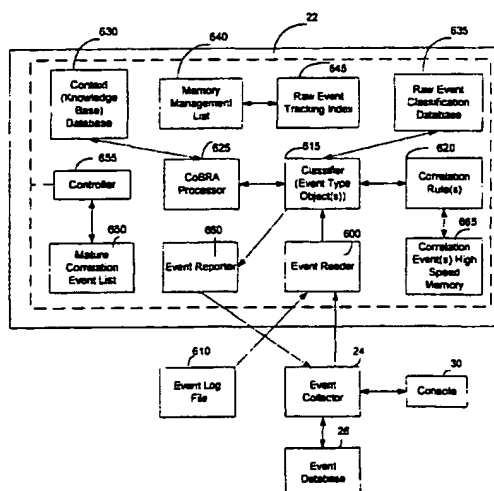 630
640
22
635
Context
(Knowledge
Base)
Database
Memory
Management
List
645
Raw Event
Tracking Index
Raw Event
Classification
Database
655
Controller
625
CoBRA
Processor
615
Classifier
(Event Type
Object(s))
620
Correlation
Rule(s)
650
Mature
Correlation
Event List
660
Event Reporter
600
Event Reader
665
Correlation
Event(s) High
Speed
Memory
610
Event Log
File
24
Event
Collector
30
Console
26
Event
Database